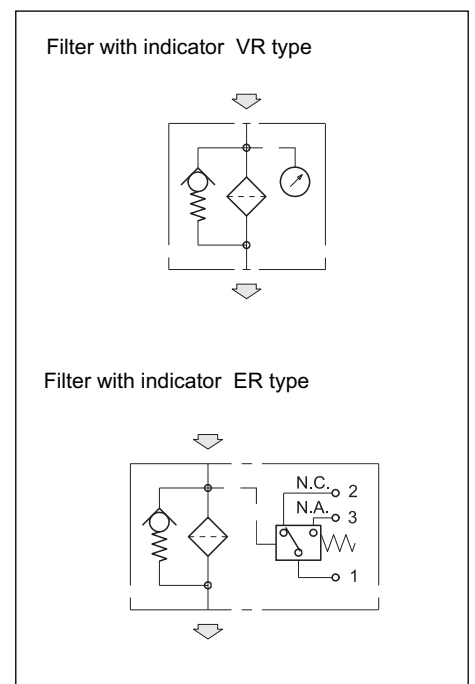 Filter with indicator VR type
Filter with indicator ER type
N.C. 2
N.A. 3
1